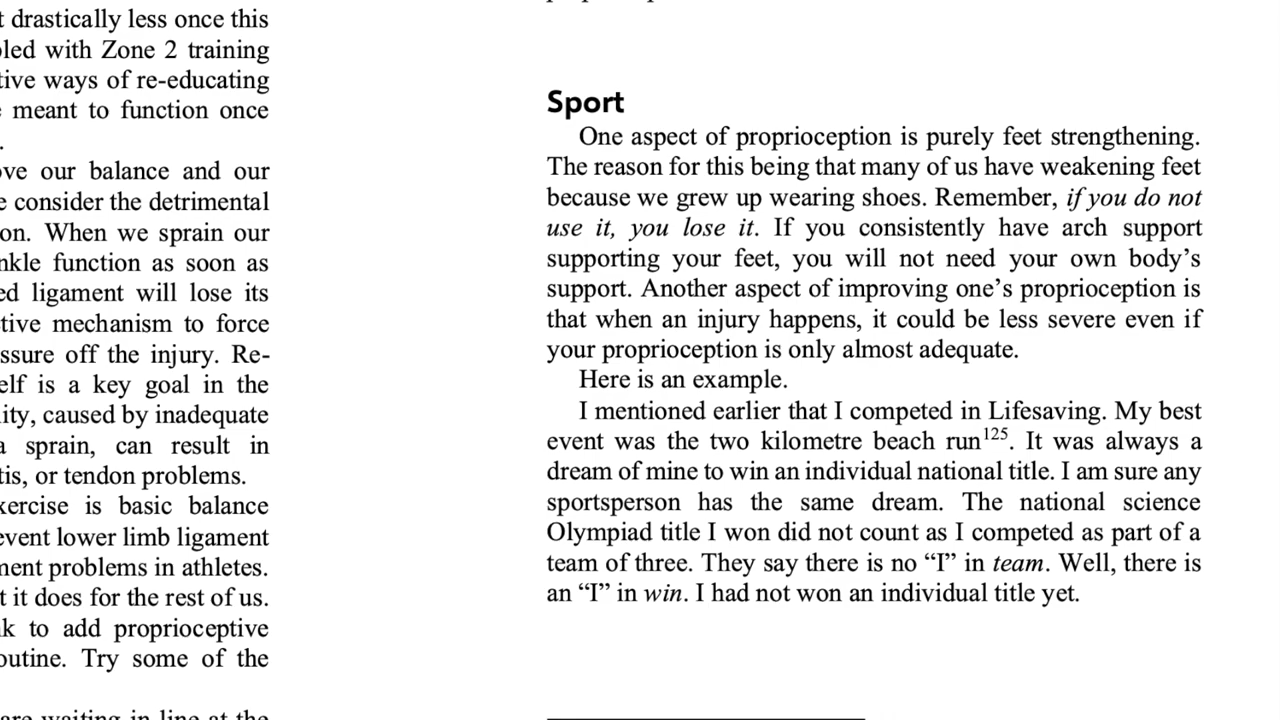 t drastically less once this
led with Zone 2 training
tive ways of re-educating
meant to function once
.
ve our balance and our
consider the detrimental
on. When we sprain our
nkle function as soon as
ed ligament will lose its
tive mechanism to force
ssure off the injury. Re-
elf is a key goal in the
lity, caused by inadequate
a sprain, can result in
tis, or tendon problems.
xercise is basic balance
event lower limb ligament
ment problems in athletes.
t it does for the rest of us.
k to add proprioceptive
outine. Try some of the
are waiting in line at the
Sport
One aspect of proprioception is purely feet strengthening.
The reason for this being that many of us have weakening feet
because we grew up wearing shoes. Remember, if you do not
use it, you lose it. If you consistently have arch support
supporting your feet, you will not need your own body’s
support. Another aspect of improving one’s proprioception is
that when an injury happens, it could be less severe even if
your proprioception is only almost adequate.
Here is an example.
I mentioned earlier that I competed in Lifesaving. My best
event was the two kilometre beach run125. It was always a
dream of mine to win an individual national title. I am sure any
sportsperson has the same dream. The national science
Olympiad title I won did not count as I competed as part of a
team of three. They say there is no “I” in team. Well, there is
an “I” in win. I had not won an individual title yet.